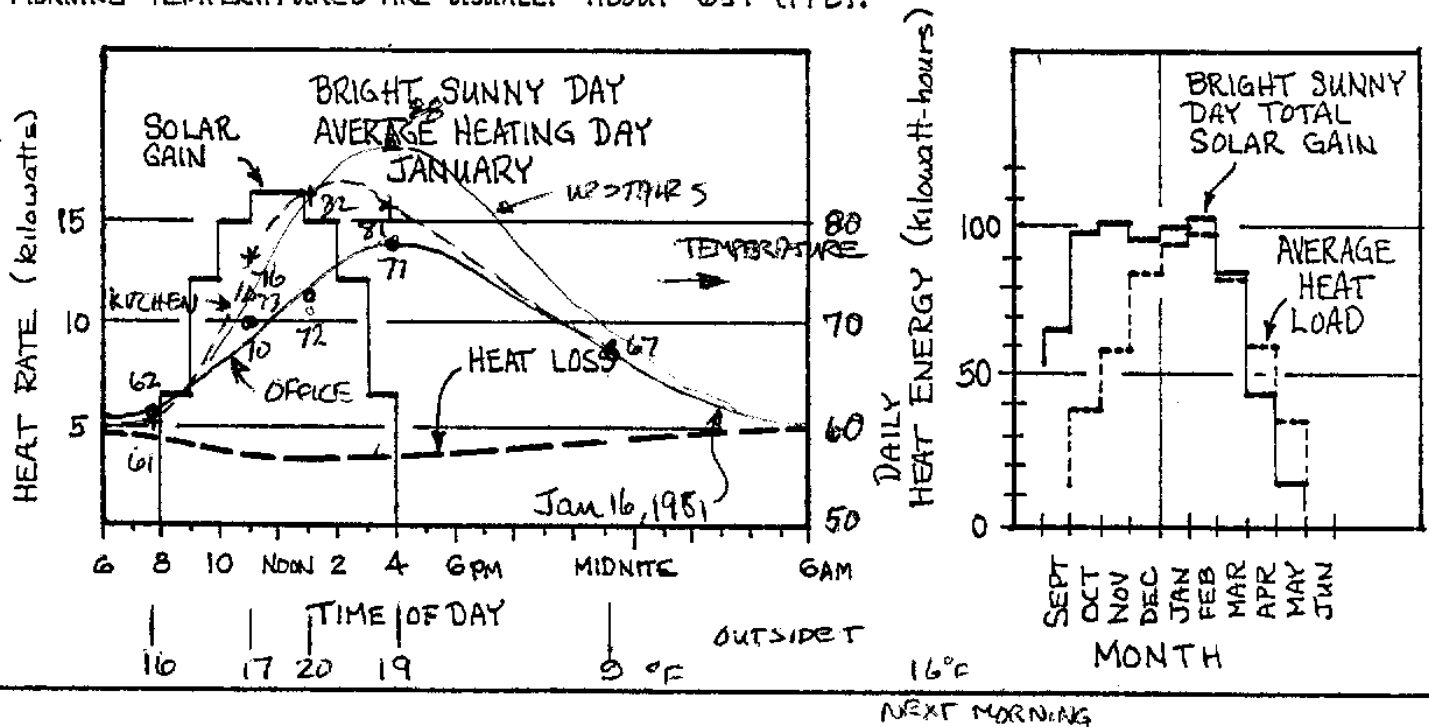 MORNING TEMPERATURES ARE USUALLY ABOUT
BRIGHT SUNNY DAY
AVERAGE HEATING DAY
JANUARY
SOLAR
GAIN
88
UPSTAIRS
82
81
77
76
73
72
70
KITCHEN
OFFICE
62
61
67
HEAT LOSS
Jan 16, 1981
TEMPERATURE
HEAT RATE (kilowatts)
15
10
5
80
70
60
50
6 8 10 NOON 2 4 6PM MIDNITE 6AM
TIME OF DAY
OUTSIDE T
16 17 20 19 9 °F 16°F
NEXT MORNING
DAILY
HEAT ENERGY (kilowatt-hours)
100
50
0
BRIGHT SUNNY
DAY TOTAL
SOLAR GAIN
AVERAGE
HEAT
LOAD
SEPT
OCT
NOV
DEC
JAN
FEB
MAR
APR
MAY
JUN
MONTH